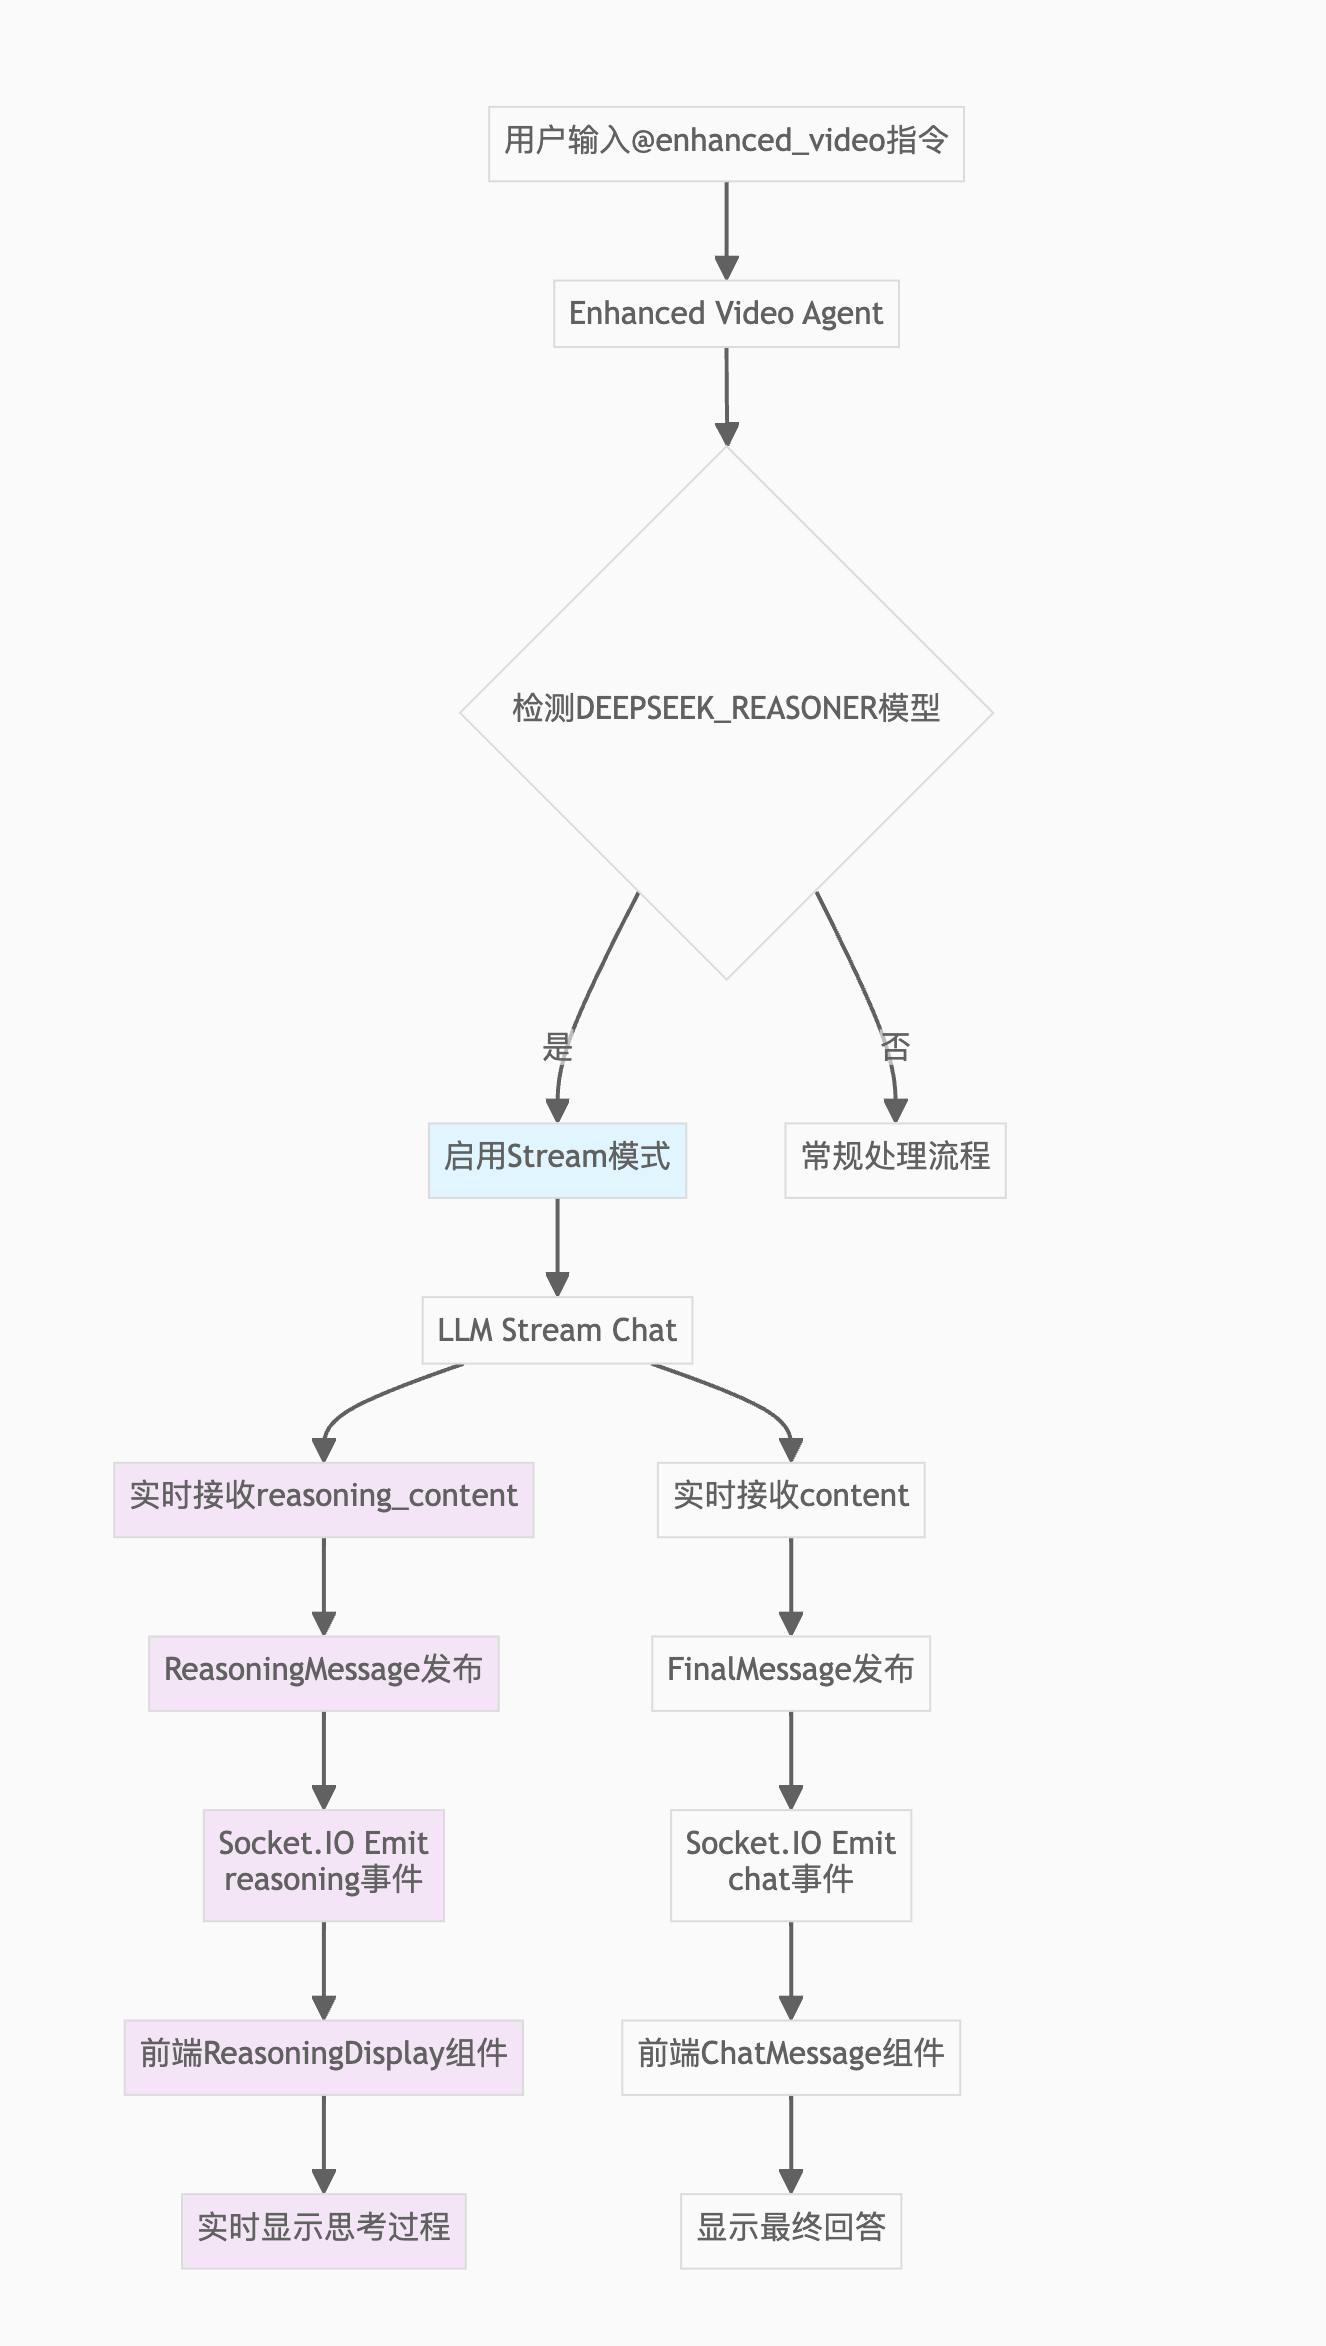 用户输入@enhanced_video指令
Enhanced Video Agent
检测DEEPSEEK_REASONER模型
是
否
启用Stream模式
常规处理流程
LLM Stream Chat
实时接收reasoning_content
实时接收content
ReasoningMessage发布
FinalMessage发布
Socket.IO Emit
reasoning事件
Socket.IO Emit
chat事件
前端ReasoningDisplay组件
前端ChatMessage组件
实时显示思考过程
显示最终回答